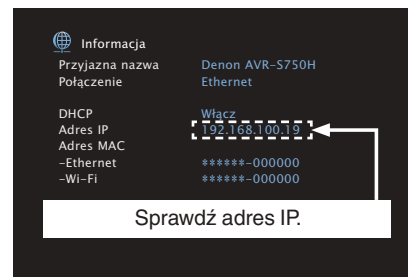 Informacja
Przyjazna nazwa Denon AVR-S750H
Połączenie Ethernet
DHCP Włącz
Adres IP 192.168.100.19
Adres MAC
-Ethernet ******-000000
-Wi-Fi ******-000000
Sprawdź adres IP.